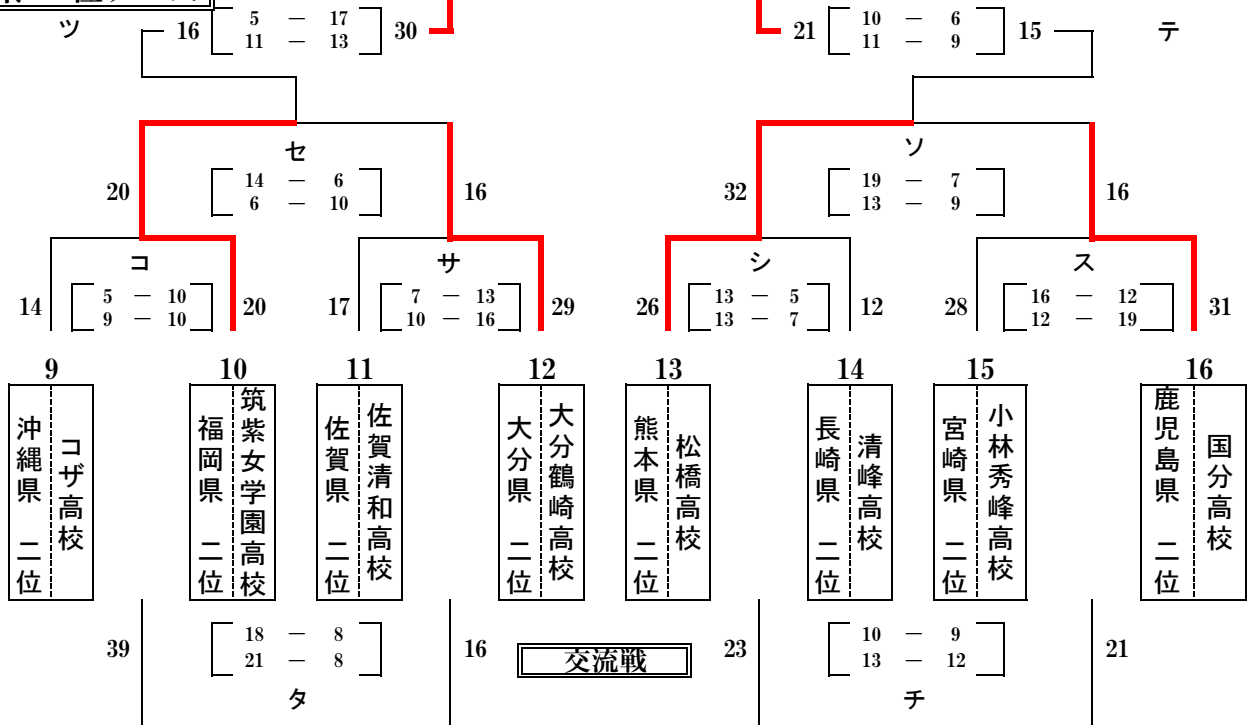 ツ 16 5 — 17 30 21 10 — 6 15 テ
11 — 13 11 — 9
セ ソ
20 14 — 6 16 32 19 — 7 16
6 — 10 13 — 9
コ サ シ ス
14 5 — 10 20 17 7 — 13 29 26 13 — 5 12 28 16 — 12 31
9 — 10 10 — 16 13 — 7 12 — 19
9 10 11 12 13 14 15 16
沖縄県 二位 コザ高校
福岡県 二位 筑紫女学園高校
佐賀県 二位 佐賀清和高校
大分県 二位 大分鶴崎高校
熊本県 二位 松橋高校
長崎県 二位 清峰高校
宮崎県 二位 小林秀峰高校
鹿児島県 二位 国分高校
39 18 — 8 16 交流戦 23 10 — 9 21
21 — 8 13 — 12
タ チ